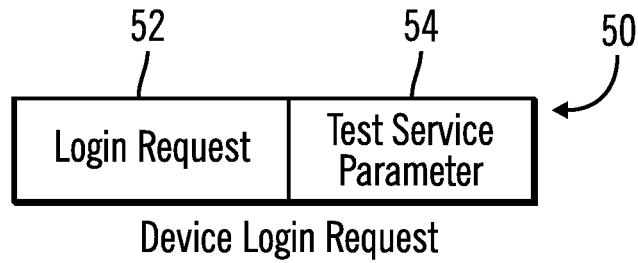 52
54
50
Login Request
Test Service
Parameter
Device Login Request